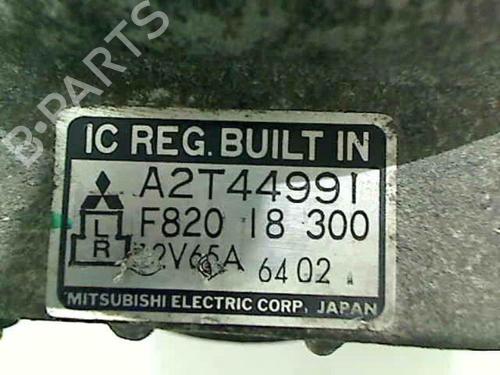 B-PARTS
IC REG. BUILT IN
A2T44991
F820 18 300
L
R
12V65A 6402
MITSUBISHI ELECTRIC CORP. JAPAN